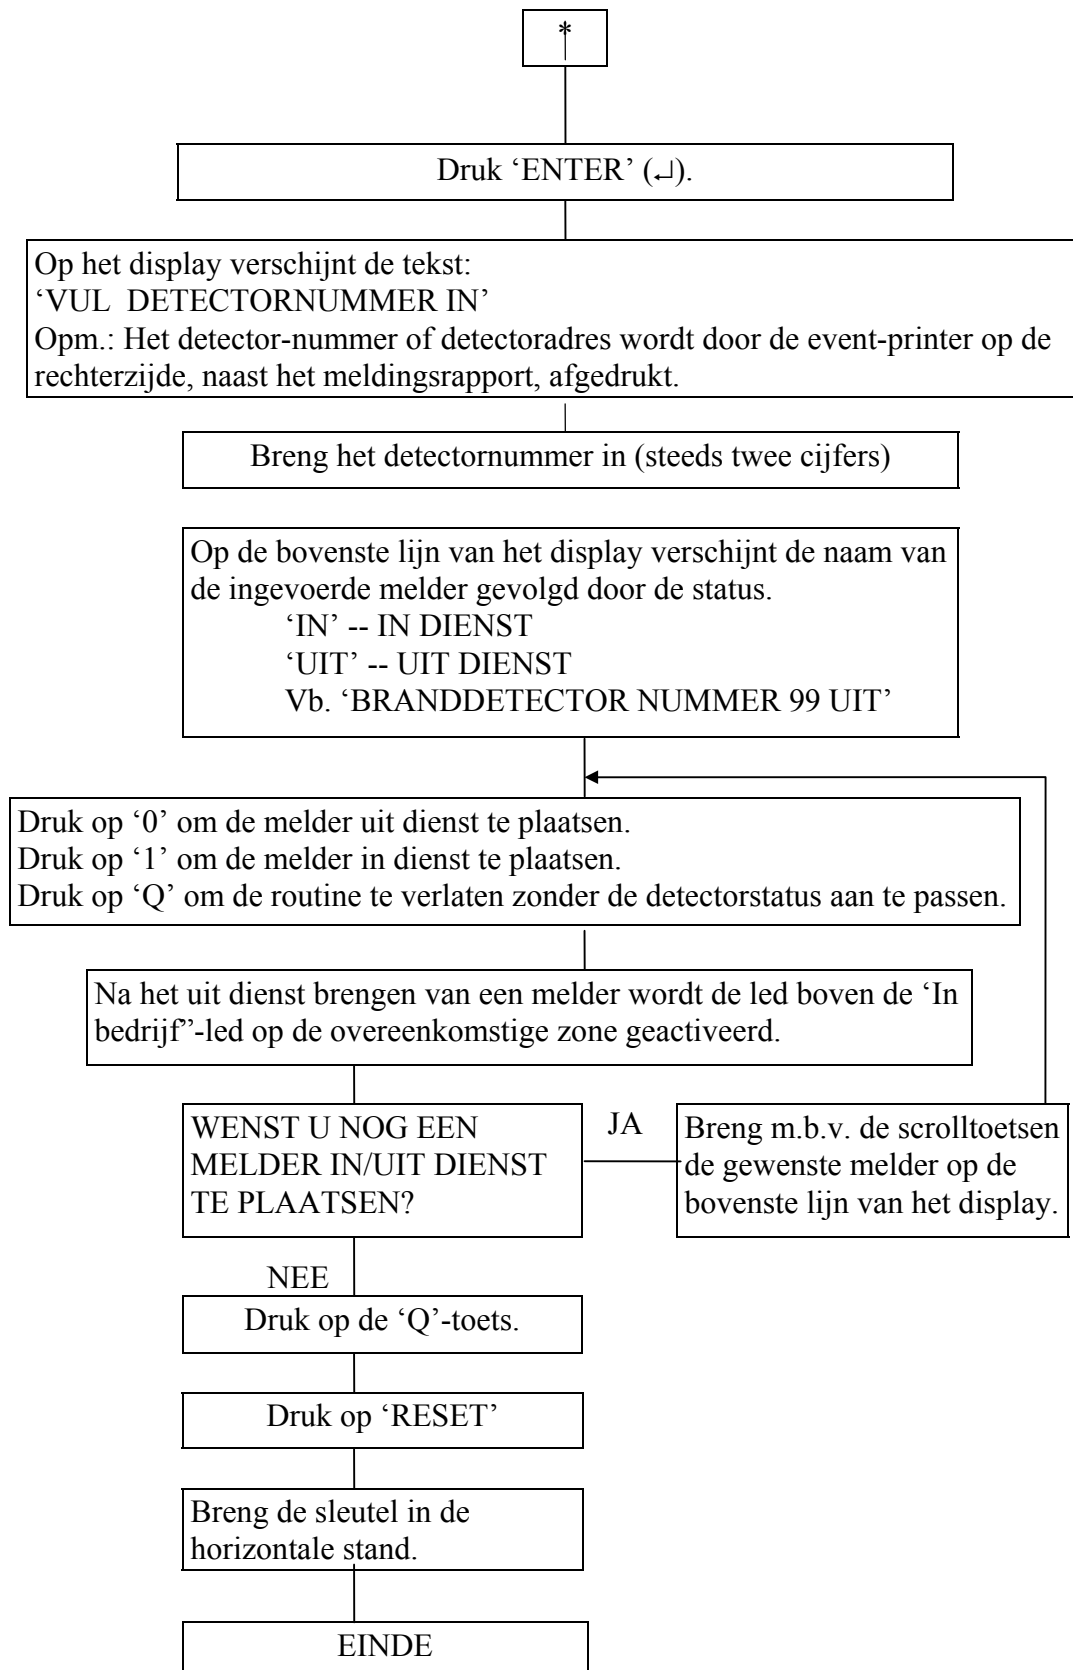 *
Druk ‘ENTER’ (↵).
Op het display verschijnt de tekst:
‘VUL DETECTORNUMMER IN’
Opm.: Het detector-nummer of detectoradres wordt door de event-printer op de
rechterzijde, naast het meldingsrapport, afgedrukt.
Breng het detectornummer in (steeds twee cijfers)
Op de bovenste lijn van het display verschijnt de naam van
de ingevoerde melder gevolgd door de status.
‘IN’ -- IN DIENST
‘UIT’ -- UIT DIENST
Vb. ‘BRANDDETECTOR NUMMER 99 UIT’
Druk op ‘0’ om de melder uit dienst te plaatsen.
Druk op ‘1’ om de melder in dienst te plaatsen.
Druk op ‘Q’ om de routine te verlaten zonder de detectorstatus aan te passen.
Na het uit dienst brengen van een melder wordt de led boven de ‘In
bedrijf”-led op de overeenkomstige zone geactiveerd.
WENST U NOG EEN
MELDER IN/UIT DIENST
TE PLAATSEN?
JA
Breng m.b.v. de scrolltoetsen
de gewenste melder op de
bovenste lijn van het display.
NEE
Druk op de ‘Q’-toets.
Druk op ‘RESET’
Breng de sleutel in de
horizontale stand.
EINDE